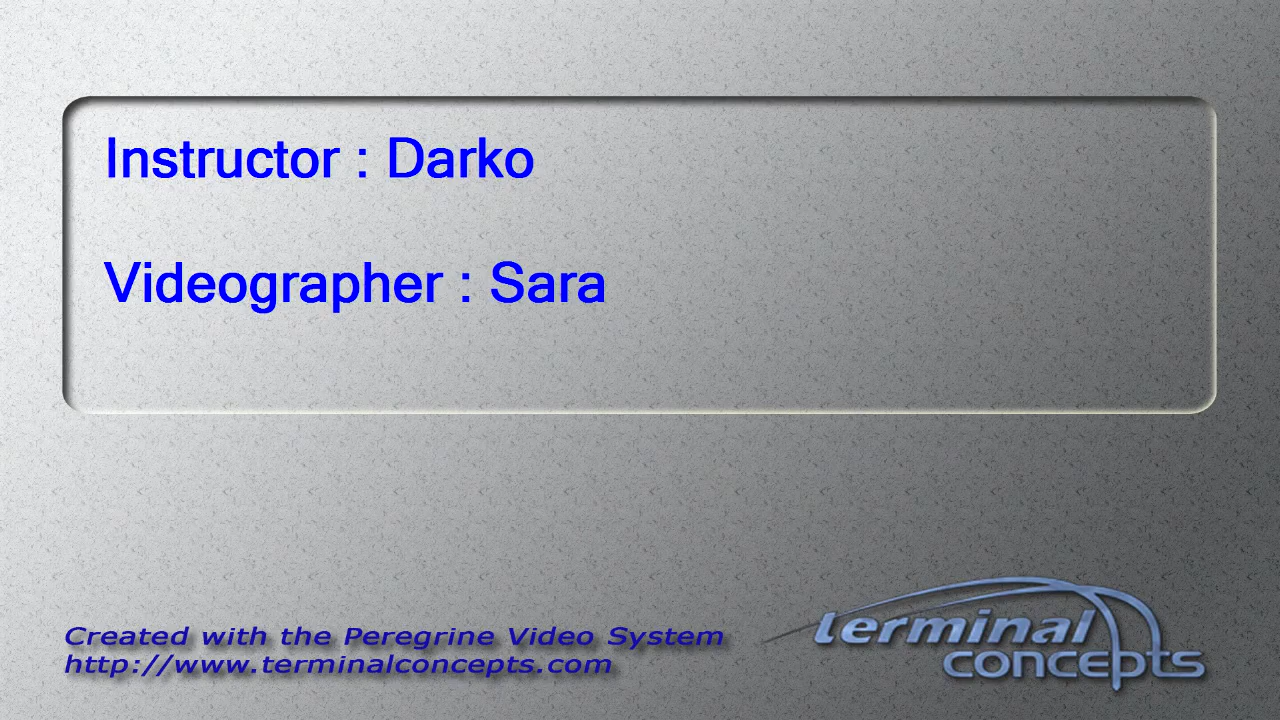 Instructor : Darko
Videographer : Sara
Created with the Peregrine Video System
http://www.terminalconcepts.com
terminal
concepts